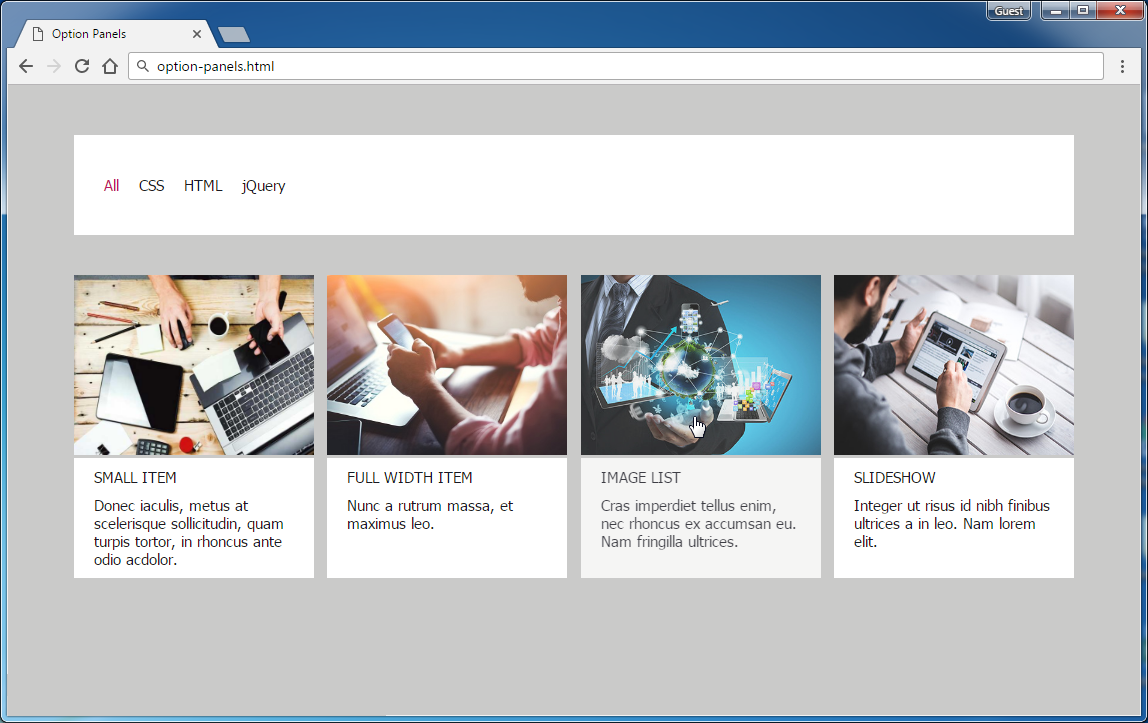 Guest
Option Panels
option-panels.html
All CSS HTML jQuery
SMALL ITEM
Donec iaculis, metus at
scelerisque sollicitudin, quam
turpis tortor, in rhoncus ante
odio acdolor.
FULL WIDTH ITEM
Nunc a rutrum massa, et
maximus leo.
IMAGE LIST
Cras imperdiet tellus enim,
nec rhoncus ex accumsan eu.
Nam fringilla ultrices.
SLIDESHOW
Integer ut risus id nibh finibus
ultrices a in leo. Nam lorem
elit.